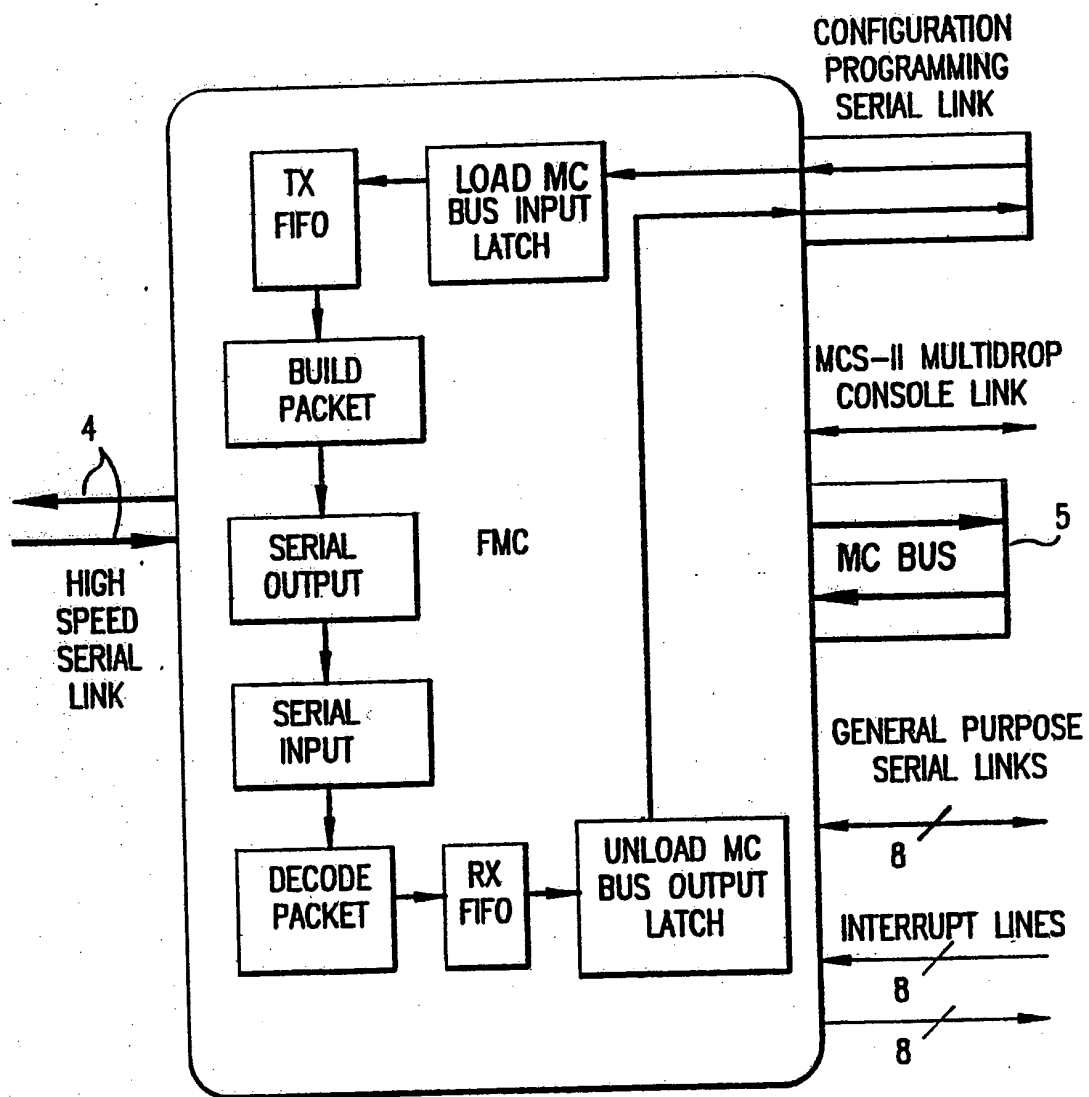 CONFIGURATION
PROGRAMMING
SERIAL LINK
TX
FIFO
LOAD MC
BUS INPUT
LATCH
BUILD
PACKET
MCS-II MULTIDROP
CONSOLE LINK
4
SERIAL
OUTPUT
FMC
MC BUS
5
HIGH
SPEED
SERIAL
LINK
SERIAL
INPUT
GENERAL PURPOSE
SERIAL LINKS
8
DECODE
PACKET
RX
FIFO
UNLOAD MC
BUS OUTPUT
LATCH
INTERRUPT LINES
8
8